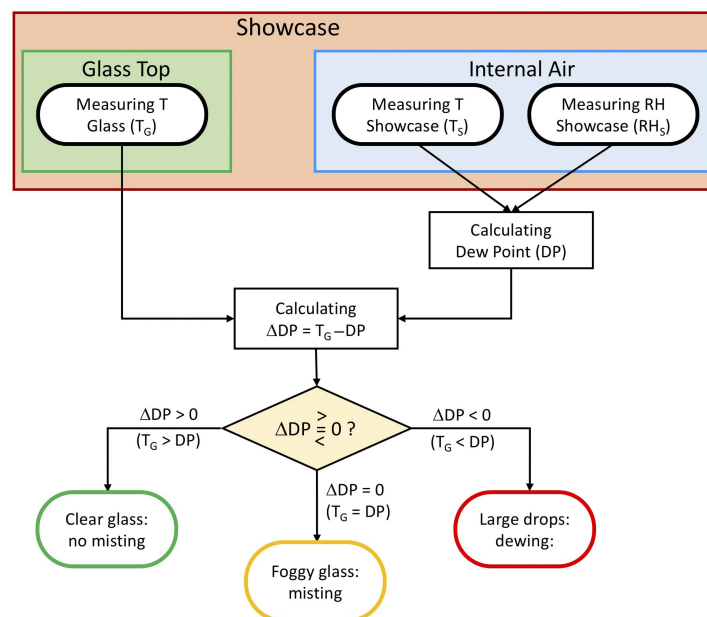 Showcase
Glass Top
Internal Air
Measuring T
Glass (T_G)
Measuring T
Showcase (T_S)
Measuring RH
Showcase (RH_S)
Calculating
Dew Point (DP)
Calculating
ΔDP = T_G−DP
ΔDP > 0
(T_G > DP)
>
ΔDP = 0 ?
<
ΔDP < 0
(T_G < DP)
ΔDP = 0
(T_G = DP)
Clear glass:
no misting
Large drops:
dewing:
Foggy glass:
misting